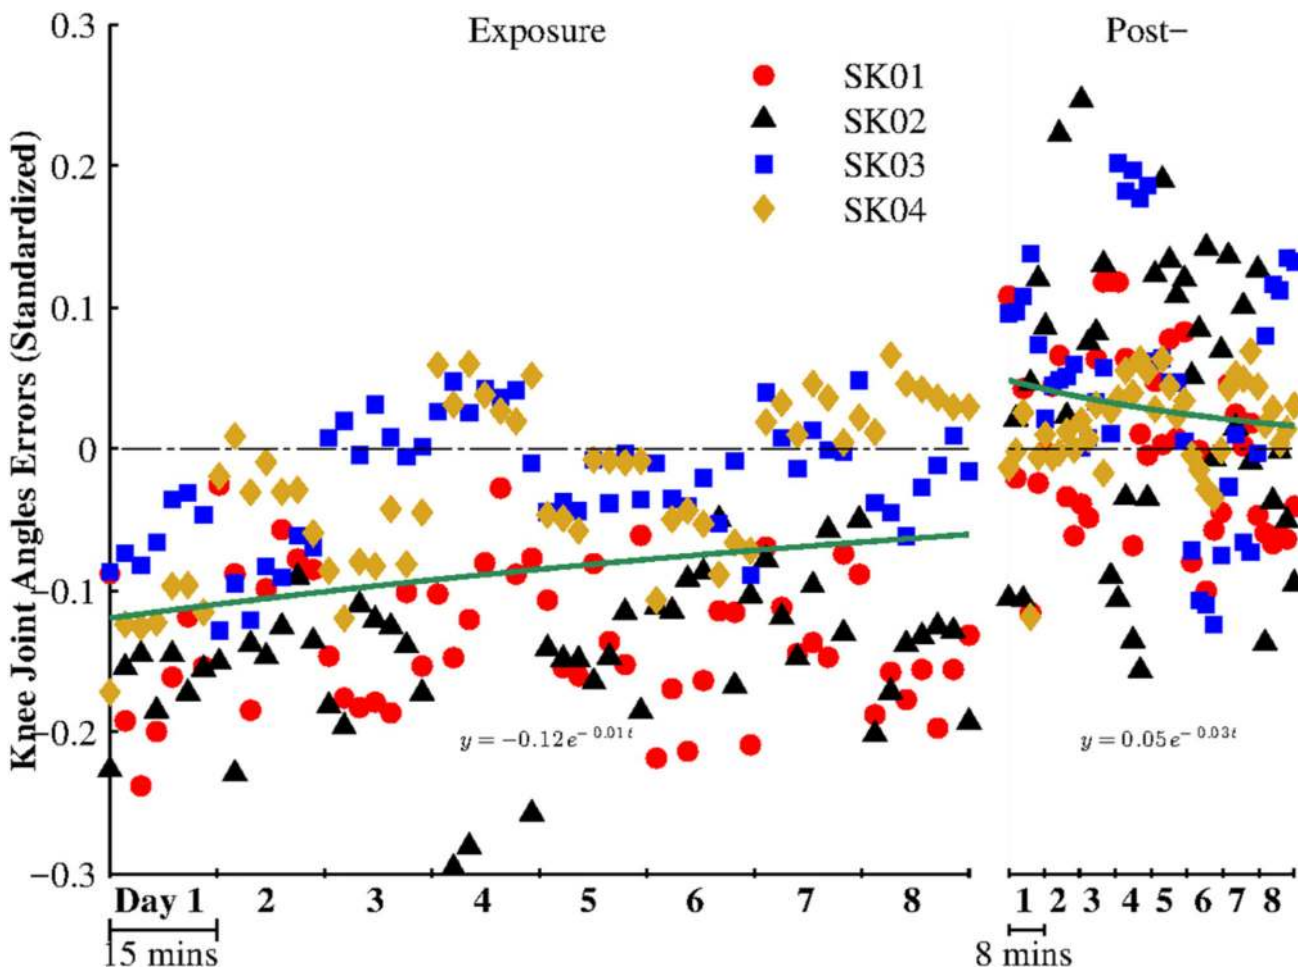 Exposure
Post−
SK01
SK02
SK03
SK04
Knee Joint Angles Errors (Standardized)
0.3
0.2
0.1
0
−0.1
−0.2
−0.3
y = −0.12e^{−0.01t}
y = 0.05e^{−0.03t}
Day 1 2 3 4 5 6 7 8
1 2 3 4 5 6 7 8
15 mins
8 mins